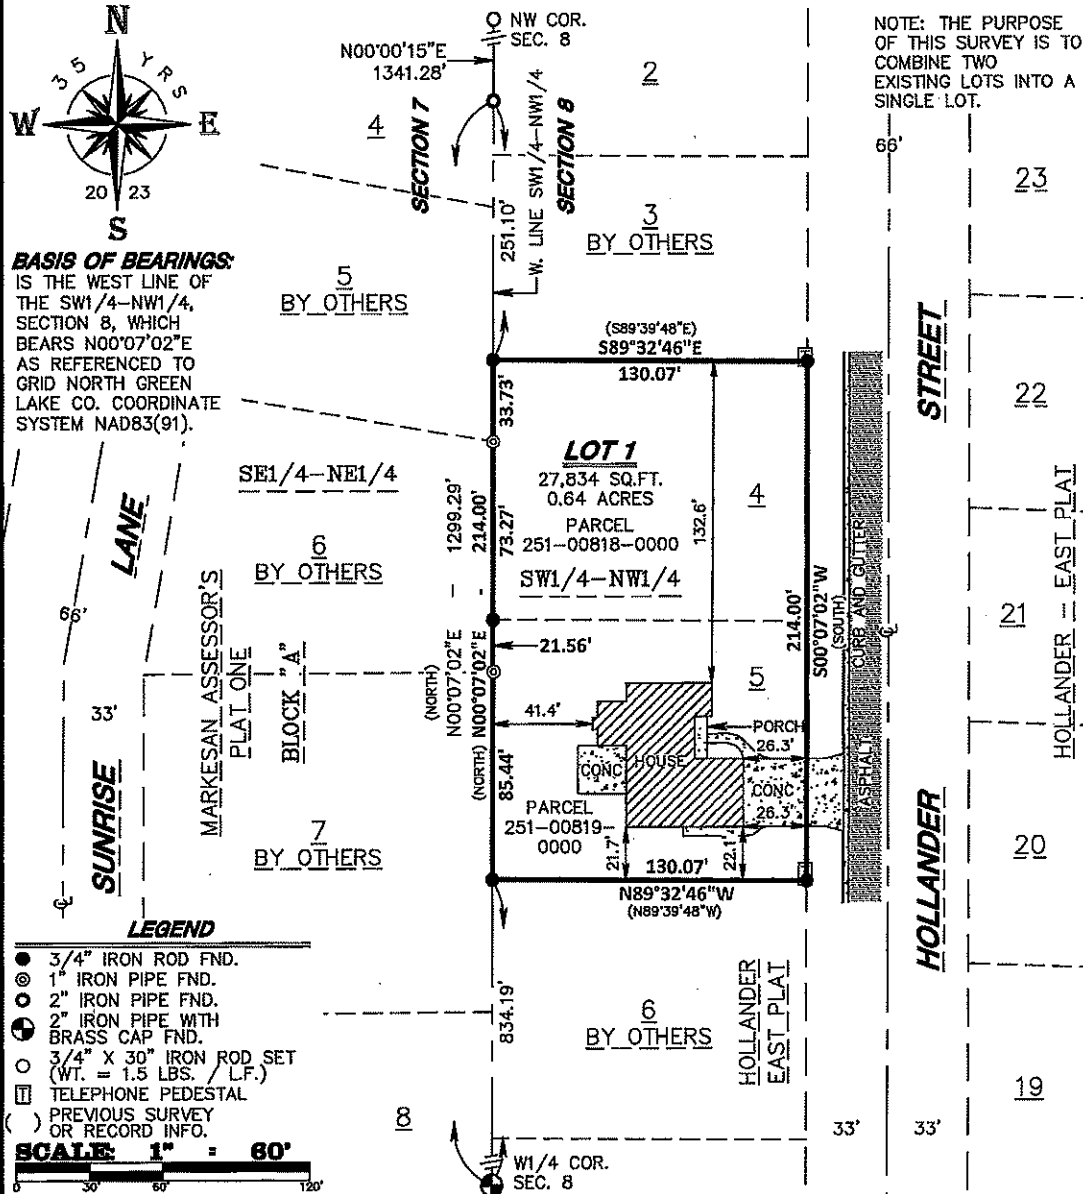 N
35 YRS
W
E
20 23
S
NW COR.
SEC. 8
N00°00'15"E
1341.28'
NOTE: THE PURPOSE
OF THIS SURVEY IS TO
COMBINE TWO
EXISTING LOTS INTO A
SINGLE LOT.
2
4
SECTION 7
W. LINE SW1/4-NW1/4
SECTION 8
66'
23
251.10'
3
BY OTHERS
BASIS OF BEARINGS:
IS THE WEST LINE OF
THE SW1/4-NW1/4,
SECTION 8, WHICH
BEARS N00°07'02"E
AS REFERENCED TO
GRID NORTH GREEN
LAKE CO. COORDINATE
SYSTEM NAD83(91).
5
BY OTHERS
(S89°39'48"E)
S89°32'46"E
130.07'
STREET
22
33.73'
LOT 1
27,834 SQ.FT.
0.64 ACRES
PARCEL
251-00818-0000
SW1/4-NW1/4
4
132.6'
SE1/4-NE1/4
1299.29'
214.00'
73.27'
LANE
6
BY OTHERS
66'
214.00'
S00°07'02"W
(SOUTH)
CURB AND GUTTER
ASPHALT
CL
21
HOLLANDER - EAST PLAT
MARKESAN ASSESSOR'S
PLAT ONE
BLOCK "A"
(NORTH)
N00°07'02"E -
(NORTH)
N00°07'02"E -
21.56'
5
33'
41.4'
PORCH
26.3'
CONC
HOUSE
CONC
26.3'
85.44'
PARCEL
251-00819-
0000
SUNRISE
7
BY OTHERS
21.7'
22.1'
130.07'
N89°32'46"W
(N89°39'48"W)
HOLLANDER
20
CL
LEGEND
3/4" IRON ROD FND.
1" IRON PIPE FND.
2" IRON PIPE FND.
2" IRON PIPE WITH
BRASS CAP FND.
3/4" X 30" IRON ROD SET
(WT. = 1.5 LBS. / L.F.)
T TELEPHONE PEDESTAL
( ) PREVIOUS SURVEY
OR RECORD INFO.
SCALE: 1" = 60'
0 30' 60' 120'
834.19'
6
BY OTHERS
HOLLANDER
EAST PLAT
8
19
33'
33'
W1/4 COR.
SEC. 8